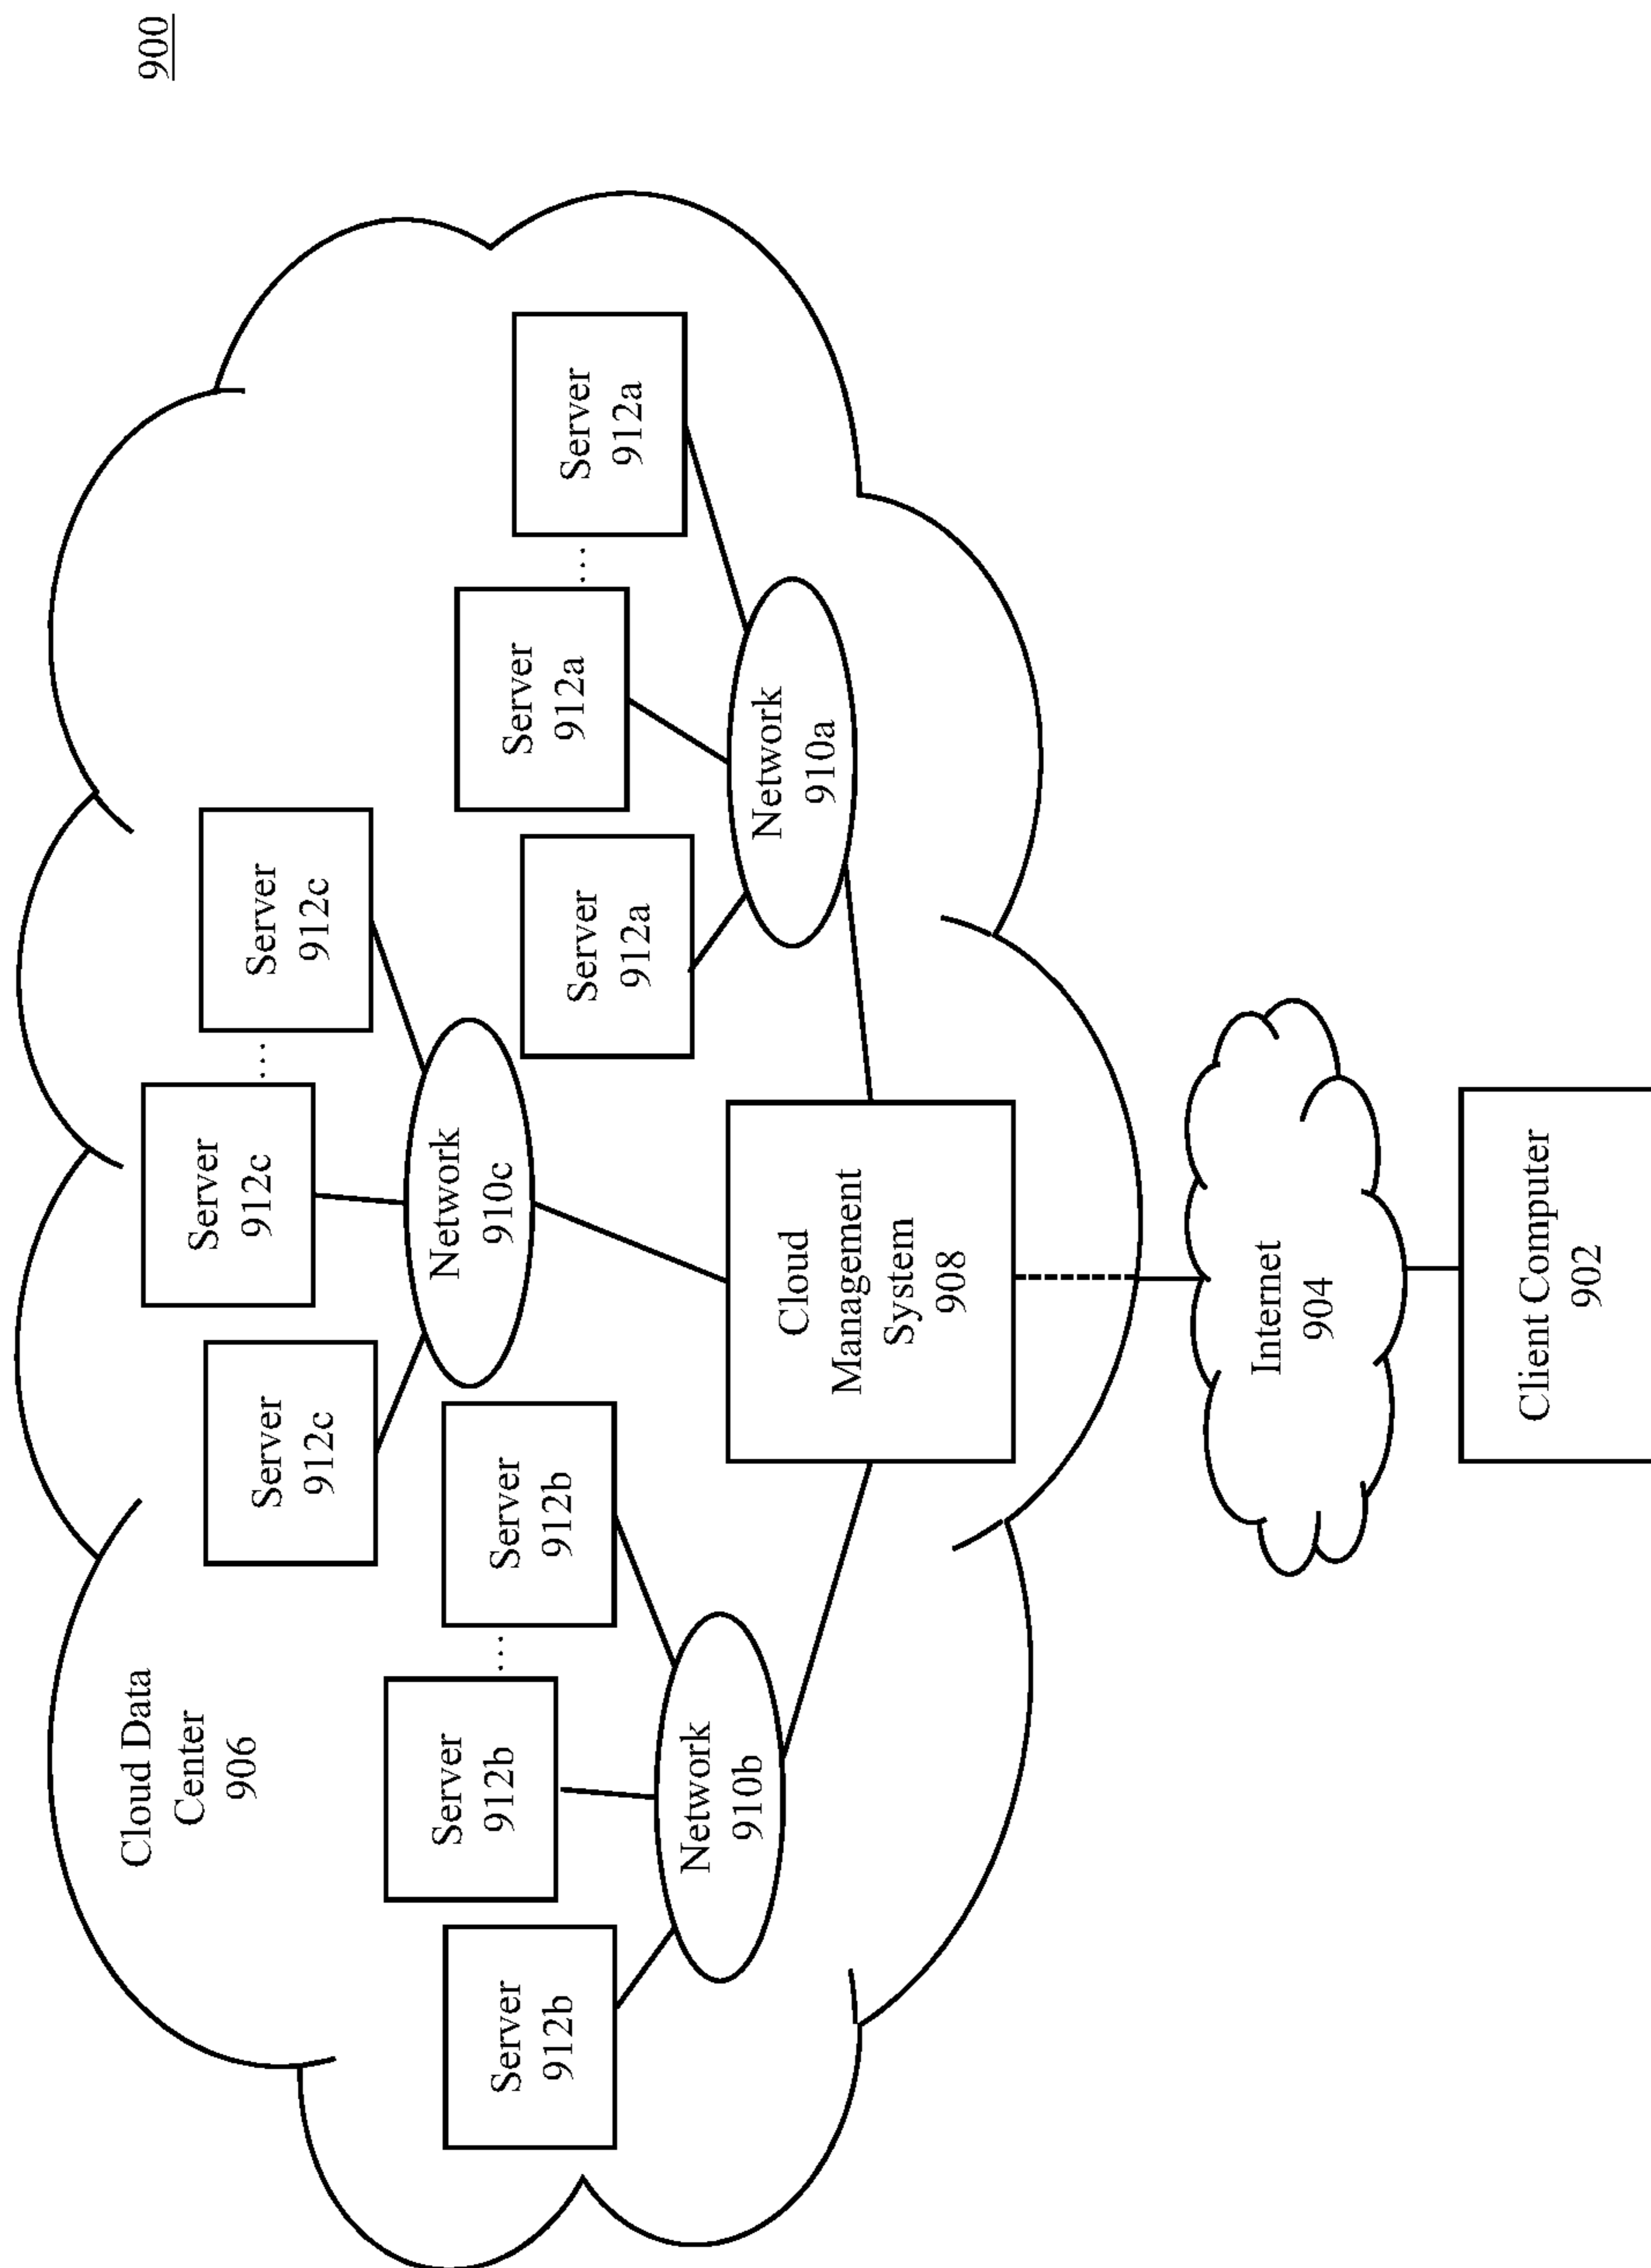 900
Cloud Data
Center
906
Server
912c
Server
912c
Server
912c
Server
912b
Server
912b
Server
912b
Server
912a
Server
912a
Server
912a
Network
910c
Network
910b
Network
910a
Cloud
Management
System
908
Internet
904
Client Computer
902